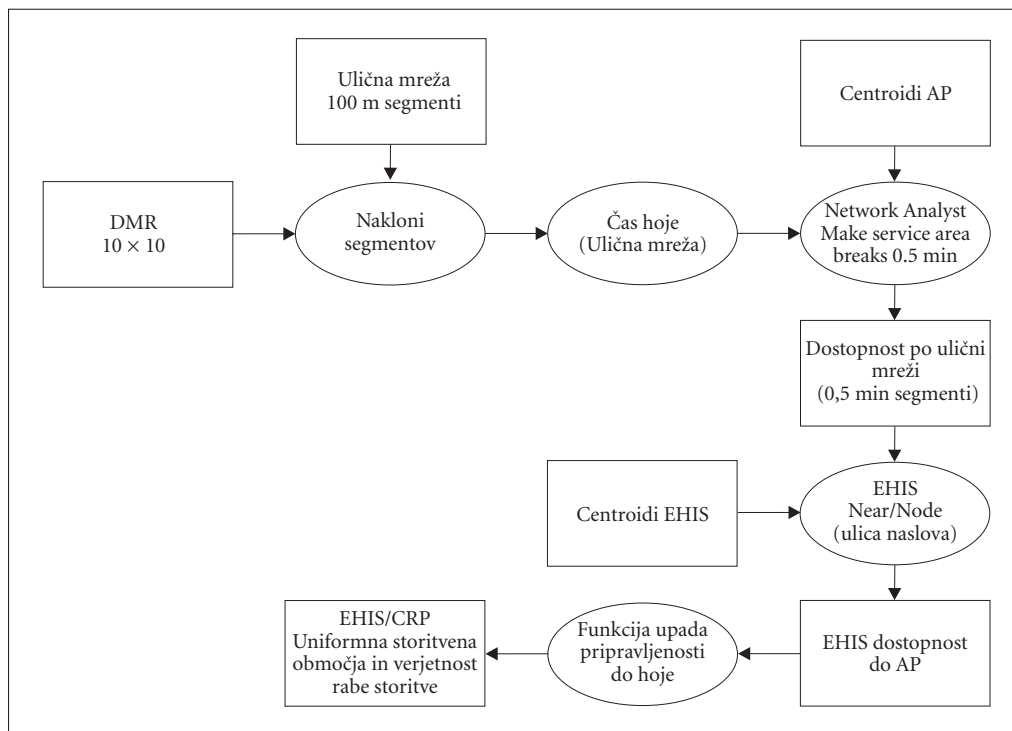 Ulična mreža
100 m segmenti
Centroidi AP
DMR
10 × 10
Nakloni
segmentov
Čas hoje
(Ulična mreža)
Network Analyst
Make service area
breaks 0.5 min
Dostopnost po ulični
mreži
(0,5 min segmenti)
Centroidi EHIS
EHIS
Near/Node
(ulica naslova)
EHIS/CRP
Uniformna storitvena
območja in verjetnost
rabe storitve
Funkcija upada
pripravljenosti
do hoje
EHIS dostopnost
do AP